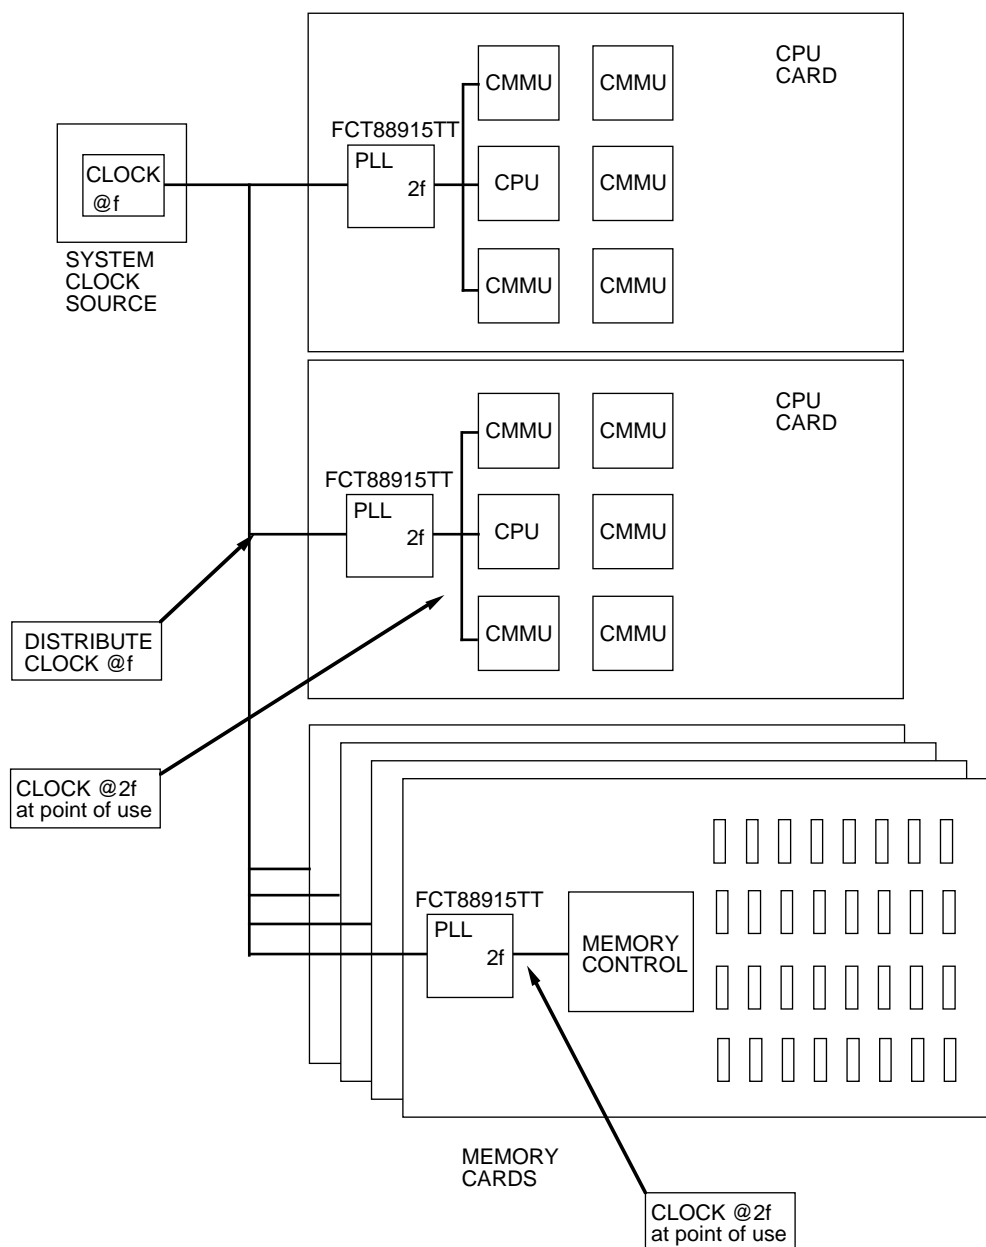 CPU
CARD
CMMU
CMMU
FCT88915TT
PLL
2f
CLOCK
@f
CPU
CMMU
SYSTEM
CLOCK
SOURCE
CMMU
CMMU
CPU
CARD
CMMU
CMMU
FCT88915TT
PLL
2f
CPU
CMMU
DISTRIBUTE
CLOCK @f
CMMU
CMMU
CLOCK @2f
at point of use
FCT88915TT
PLL
2f
MEMORY
CONTROL
MEMORY
CARDS
CLOCK @2f
at point of use